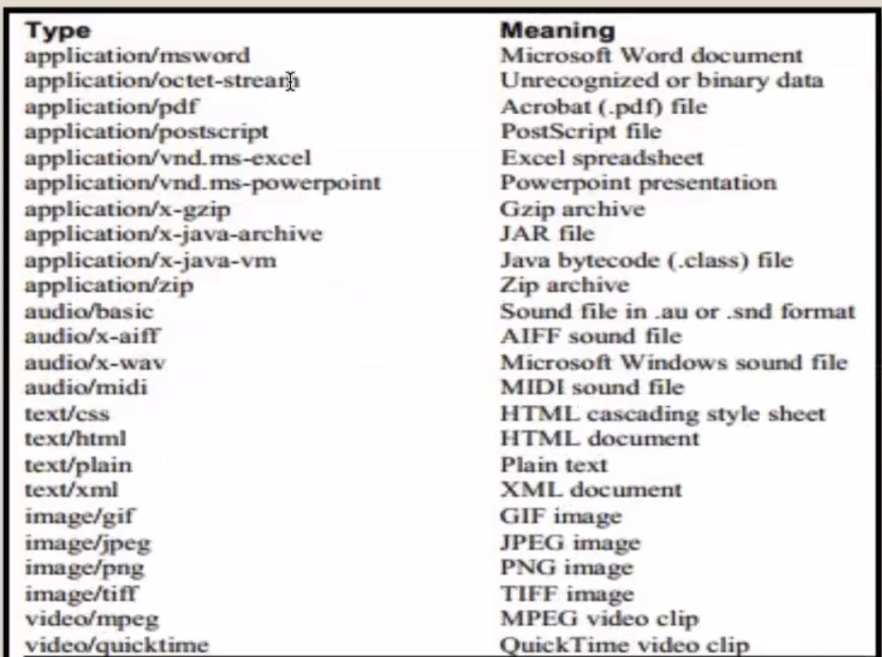 Type Meaning
application/msword Microsoft Word document
application/octet-stream Unrecognized or binary data
application/pdf Acrobat (.pdf) file
application/postscript PostScript file
application/vnd.ms-excel Excel spreadsheet
application/vnd.ms-powerpoint Powerpoint presentation
application/x-gzip Gzip archive
application/x-java-archive JAR file
application/x-java-vm Java bytecode (.class) file
application/zip Zip archive
audio/basic Sound file in .au or .snd format
audio/x-aiff AIFF sound file
audio/x-wav Microsoft Windows sound file
audio/midi MIDI sound file
text/css HTML cascading style sheet
text/html HTML document
text/plain Plain text
text/xml XML document
image/gif GIF image
image/jpeg JPEG image
image/png PNG image
image/tiff TIFF image
video/mpeg MPEG video clip
video/quicktime QuickTime video clip